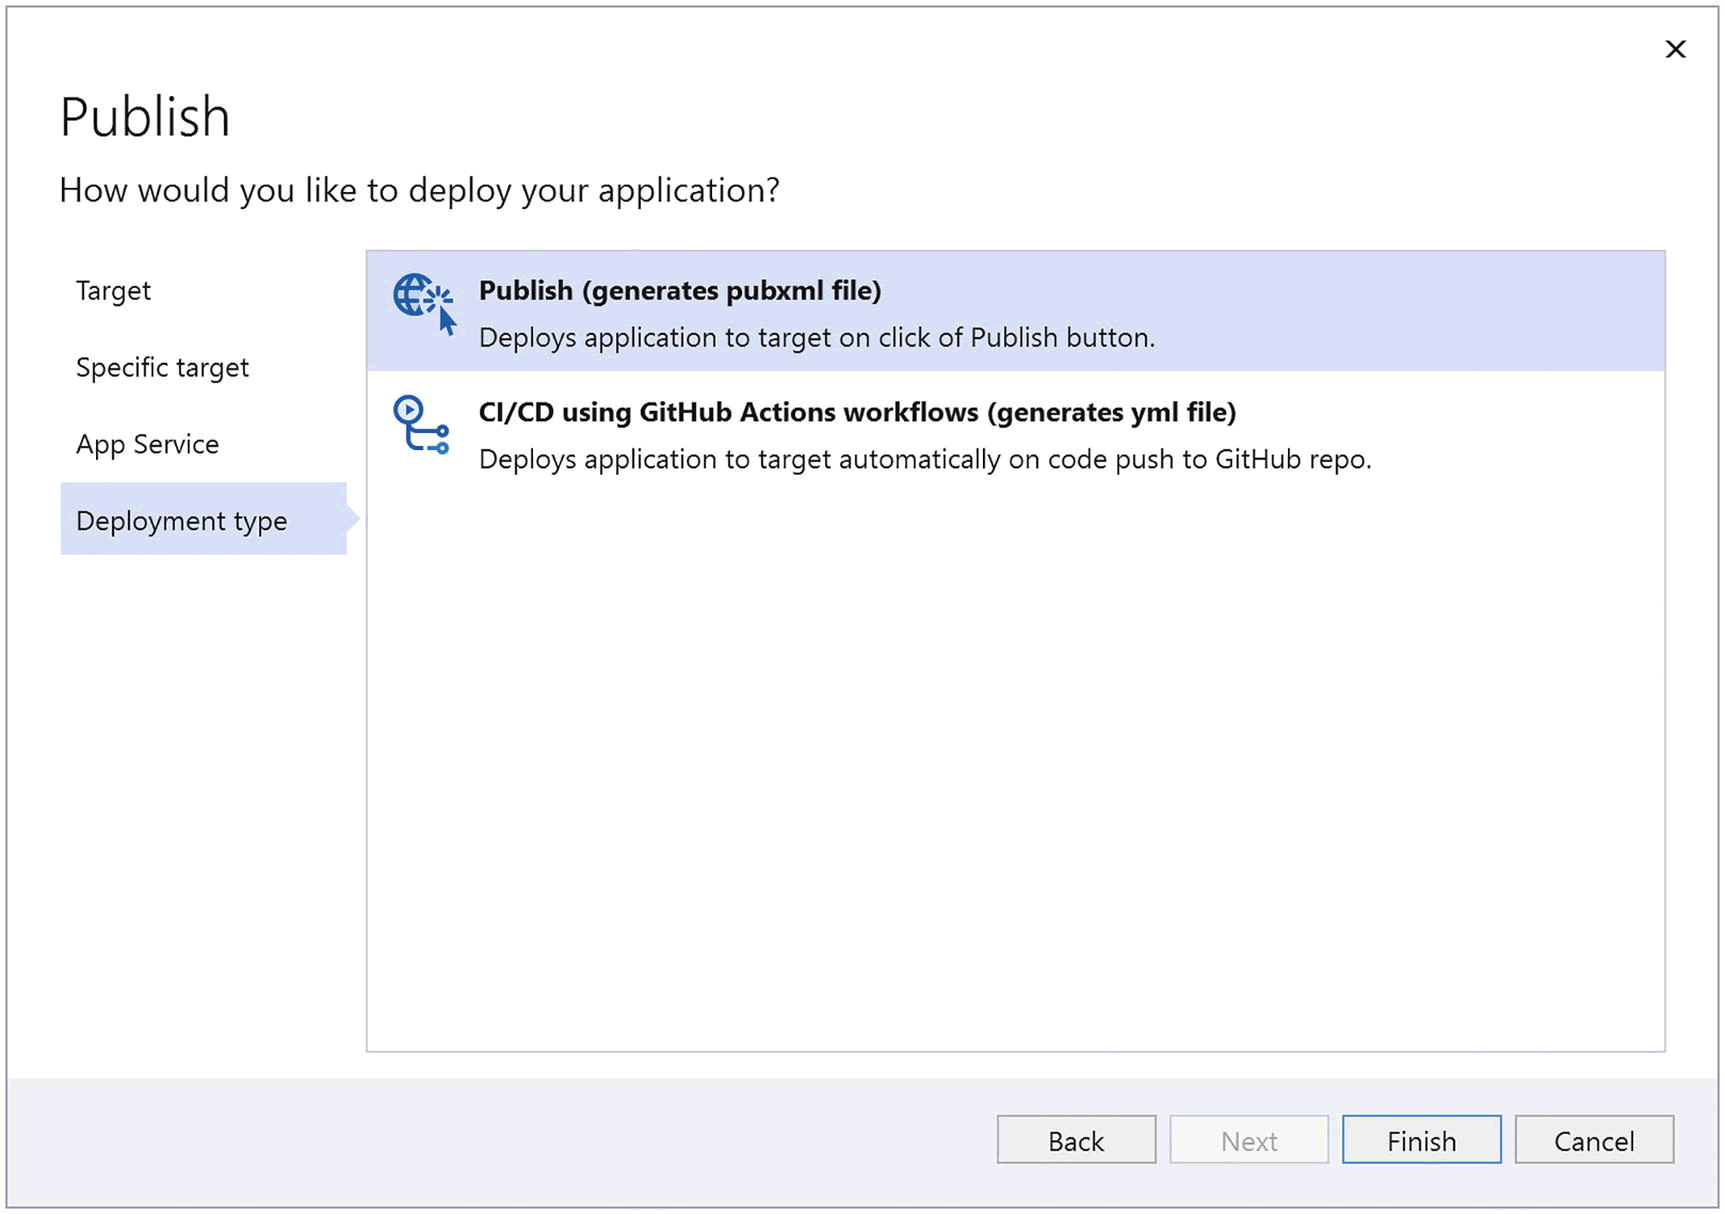 Publish
How would you like to deploy your application?
Target
Specific target
App Service
Deployment type
Publish (generates pubxml file)
Deploys application to target on click of Publish button.
CI/CD using GitHub Actions workflows (generates yml file)
Deploys application to target automatically on code push to GitHub repo.
Back
Next
Finish
Cancel